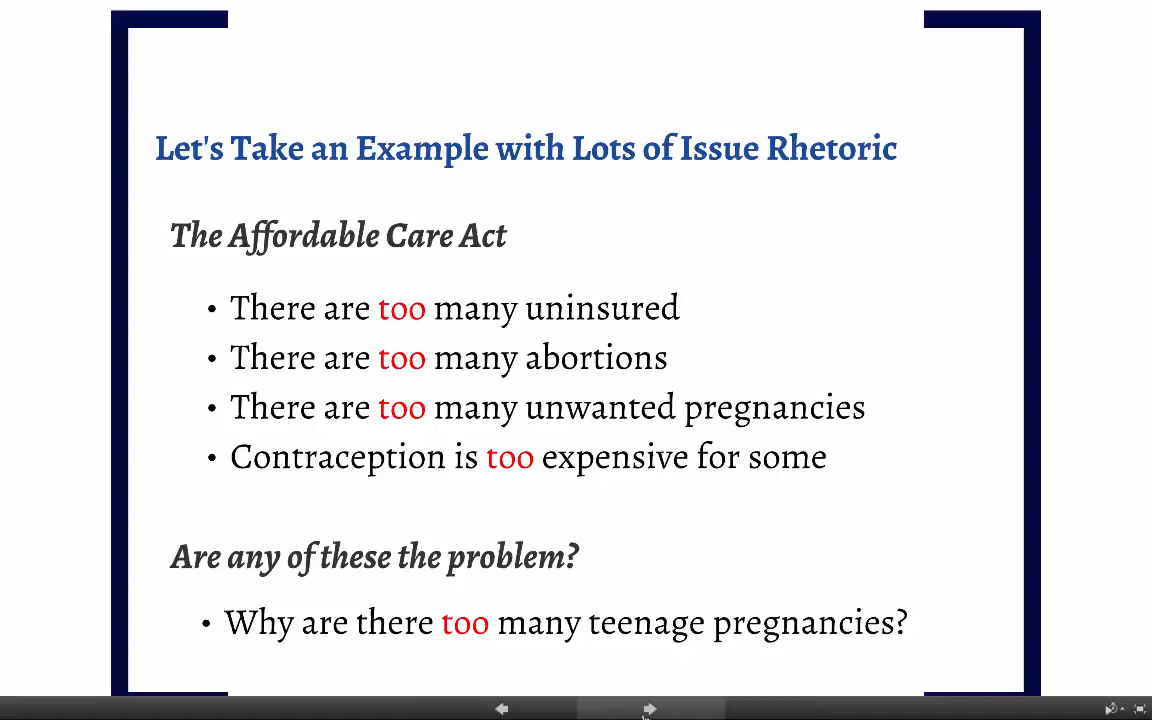 Let's Take an Example with Lots of Issue Rhetoric
The Affordable Care Act
• There are too many uninsured
• There are too many abortions
• There are too many unwanted pregnancies
• Contraception is too expensive for some
Are any of these the problem?
• Why are there too many teenage pregnancies?